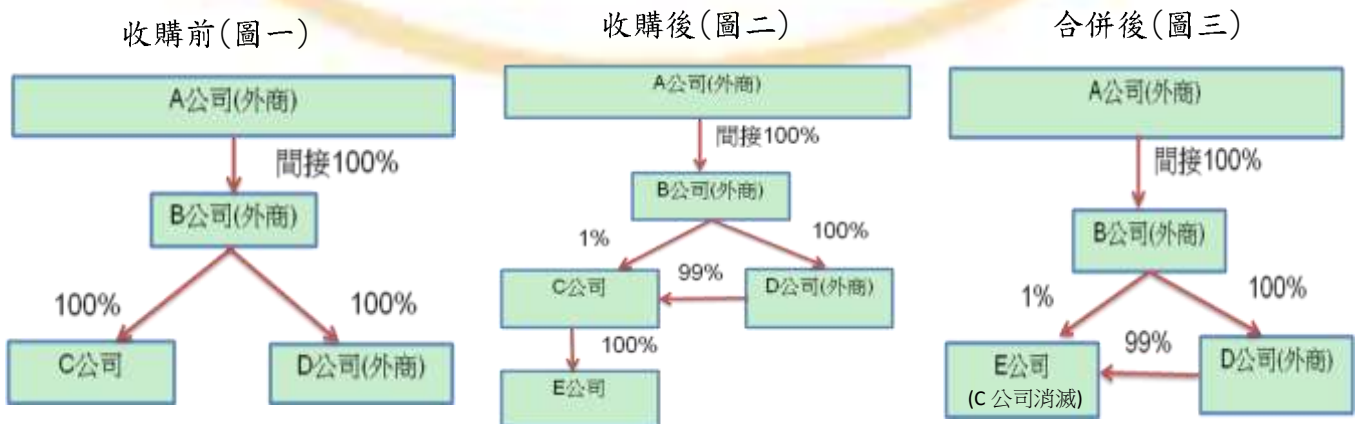 收購前(圖一)
A公司(外商)
間接100%
B公司(外商)
100%
100%
C公司
D公司(外商)
收購後(圖二)
A公司(外商)
間接100%
B公司(外商)
1%
100%
C公司
99%
D公司(外商)
100%
E公司
合併後(圖三)
A公司(外商)
間接100%
B公司(外商)
1%
100%
E公司
(C 公司消滅)
99%
D公司(外商)